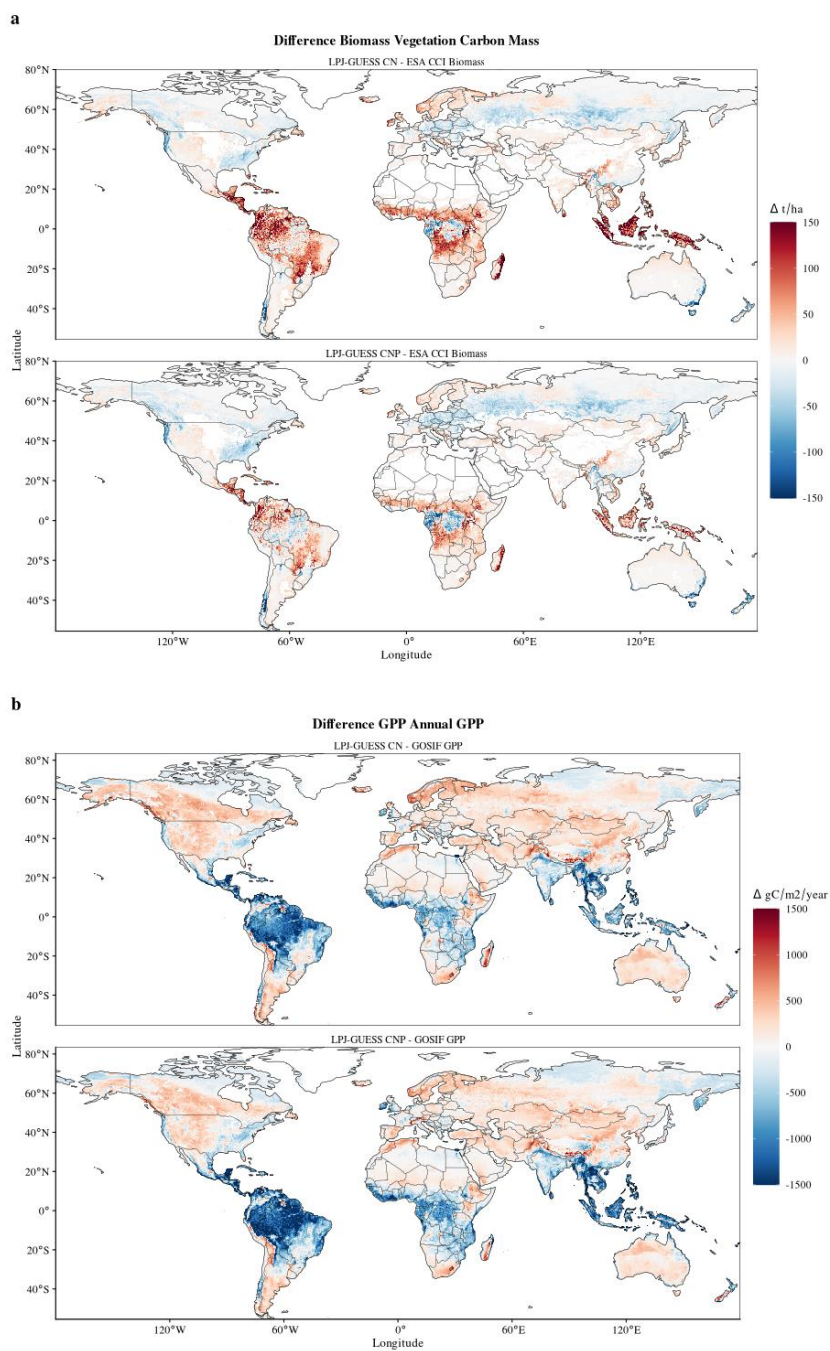 a
Difference Biomass Vegetation Carbon Mass
LPJ-GUESS CN - ESA CCI Biomass
80°N
60°N
40°N
20°N
0°
20°S
40°S
Δ t/ha
150
100
50
0
-50
-100
-150
Latitude
LPJ-GUESS CNP - ESA CCI Biomass
80°N
60°N
40°N
20°N
0°
20°S
40°S
120°W
60°W
0°
60°E
120°E
Longitude
b
Difference GPP Annual GPP
LPJ-GUESS CN - GOSIF GPP
80°N
60°N
40°N
20°N
0°
20°S
40°S
Δ gC/m2/year
1500
1000
500
0
-500
-1000
-1500
Latitude
LPJ-GUESS CNP - GOSIF GPP
80°N
60°N
40°N
20°N
0°
20°S
40°S
120°W
60°W
0°
60°E
120°E
Longitude